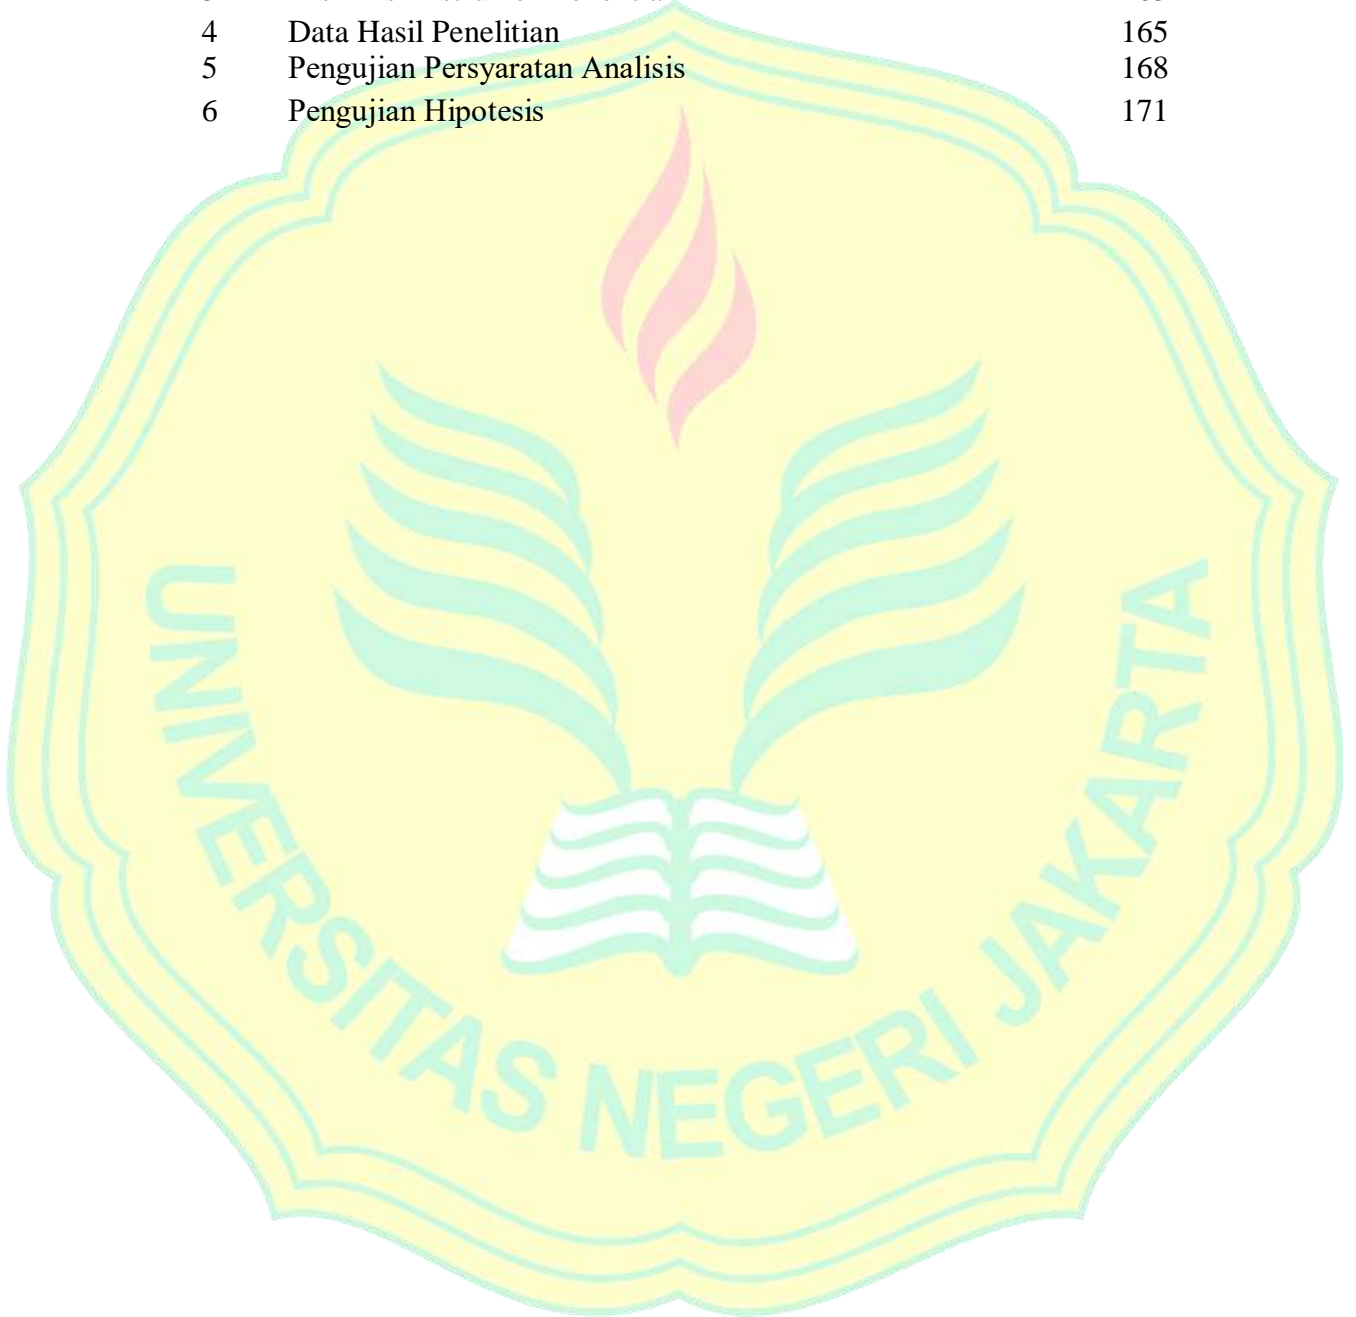 4 Data Hasil Penelitian 165
5 Pengujian Persyaratan Analisis 168
6 Pengujian Hipotesis 171
UNIVERSITAS NEGERI JAKARTA